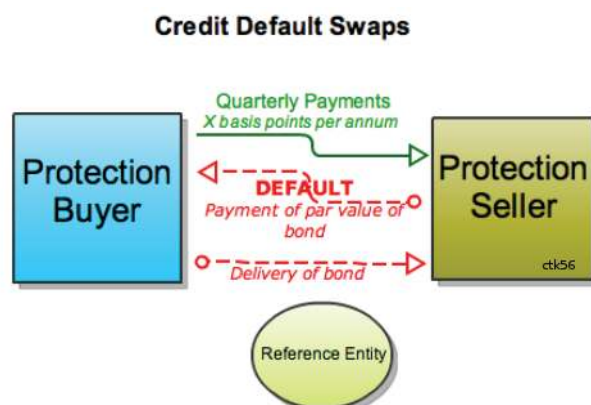 Credit Default Swaps
Quarterly Payments
X basis points per annum
Protection
Buyer
DEFAULT
Payment of par value of
bond
Delivery of bond
Protection
Seller
ctk56
Reference Entity